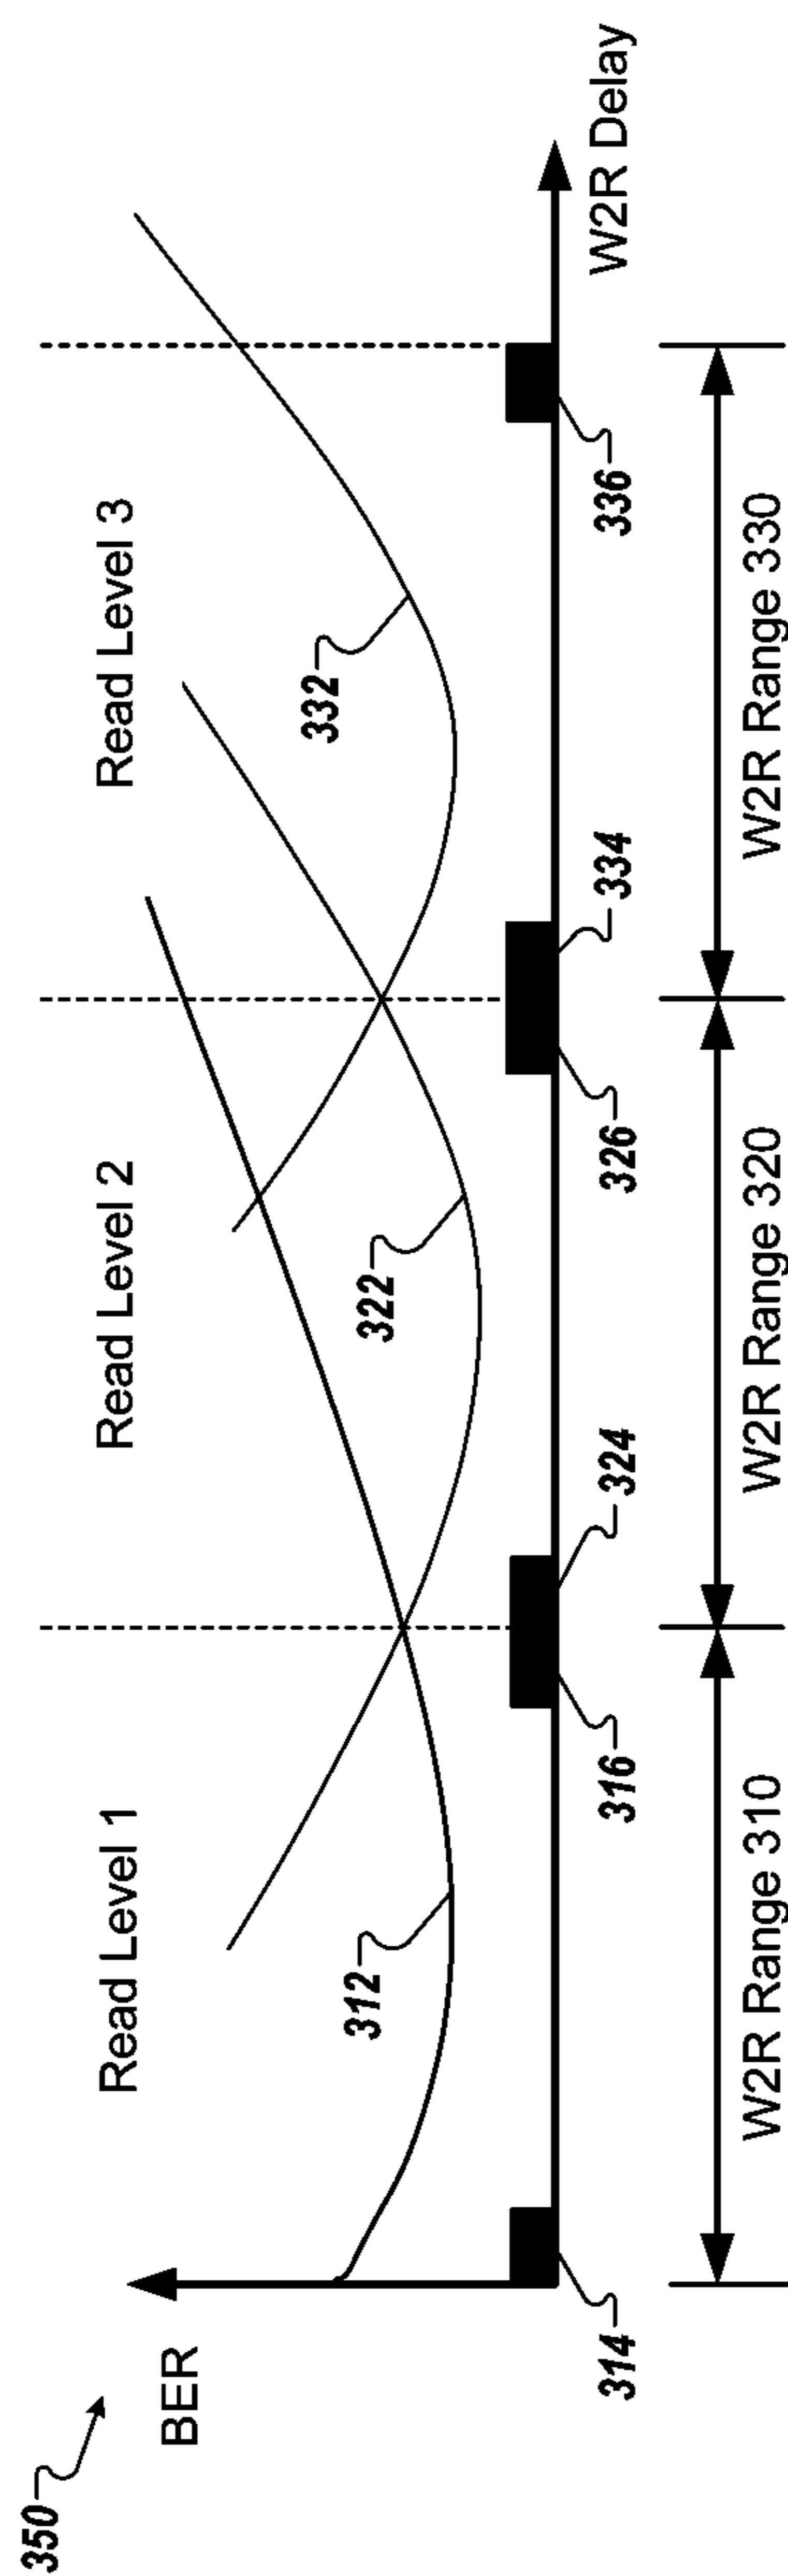 350
BER
Read Level 1
Read Level 2
Read Level 3
312
322
332
314
316
324
326
334
336
W2R Delay
W2R Range 310
W2R Range 320
W2R Range 330